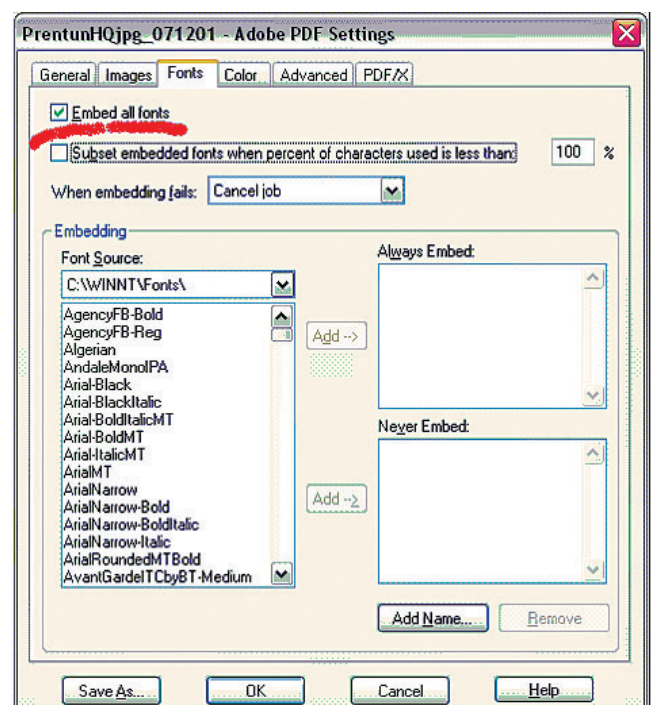 PrentunHQjpg_071201 - Adobe PDF Settings
General Images Fonts Color Advanced PDF/X
Embed all fonts
Subset embedded fonts when percent of characters used is less than: 100 %
When embedding fails: Cancel job
Embedding
Font Source:
C:\WINNT\Fonts\
AgencyFB-Bold
AgencyFB-Reg
Algerian
AndaleMonoIPA
Arial-Black
Arial-BlackItalic
Arial-BoldItalicMT
Arial-BoldMT
Arial-ItalicMT
ArialMT
ArialNarrow
ArialNarrow-Bold
ArialNarrow-BoldItalic
ArialNarrow-Italic
ArialRoundedMTBold
AvantGardeITCbyBT-Medium
Add -->
Add -->
Always Embed:
Never Embed:
Add Name... Remove
Save As... OK Cancel Help